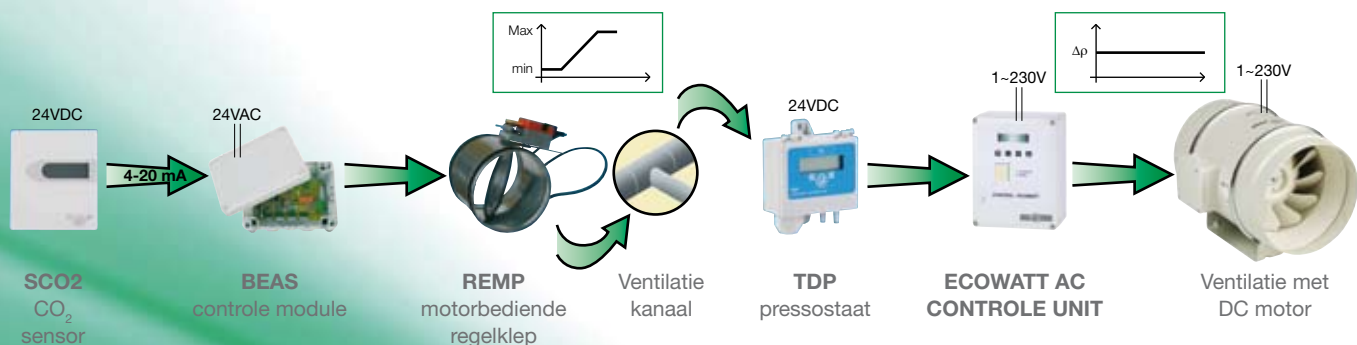 Max
min
Δρ
1~230V
1~230V
24VDC
24VAC
24VDC
4-20 mA
SCO2
CO₂
sensor
BEAS
controle module
REMP
motorbediende
regelklep
Ventilatie
kanaal
TDP
pressostaat
ECOWATT AC
CONTROLE UNIT
Ventilatie met
DC motor